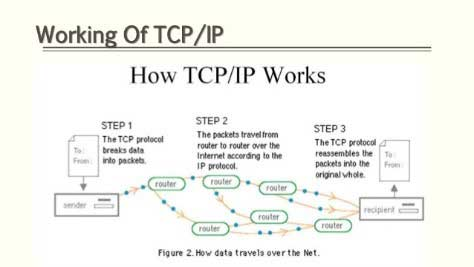 Working Of TCP/IP
How TCP/IP Works
STEP 1
The TCP protocol
breaks data
into packets.
STEP 2
The packets travel from
router to router over the
Internet according to the
IP protocol.
STEP 3
The TCP protocol
reassembles the
packets into the
original whole.
To:
From:
To:
From:
sender
router
router
router
router
router
router
recipient
Figure 2. How data travels over the Net.